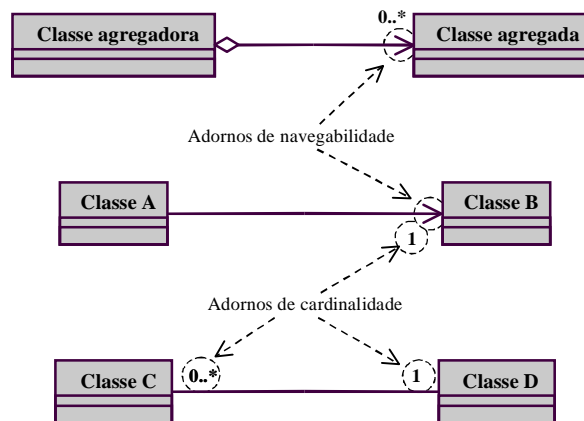 0..*
Classe agregadora
Classe agregada
Adornos de navegabilidade
Classe A
Classe B
1
Adornos de cardinalidade
Classe C
0..*
1
Classe D